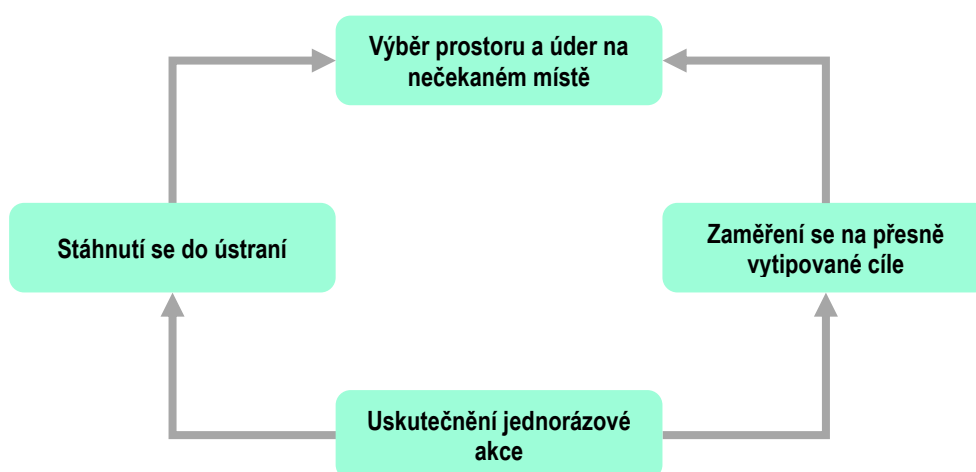 Výběr prostoru a úder na
nečekaném místě
Stáhnutí se do ústraní
Zaměření se na přesně
vytipované cíle
Uskutečnění jednorázové
akce